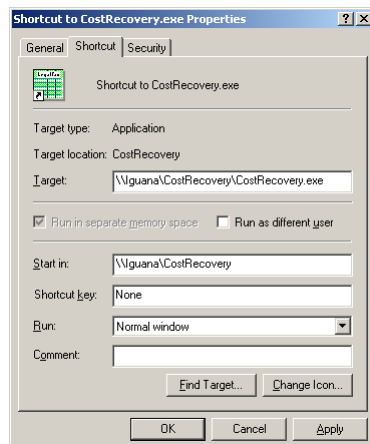 Shortcut to CostRecovery.exe Properties
General Shortcut Security
Shortcut to CostRecovery.exe
Target type: Application
Target location: CostRecovery
Target: \\Iguana\CostRecovery\CostRecovery.exe
Run in separate memory space Run as different user
Start in: \\Iguana\CostRecovery
Shortcut key: None
Run: Normal window
Comment:
Find Target... Change Icon...
OK Cancel Apply